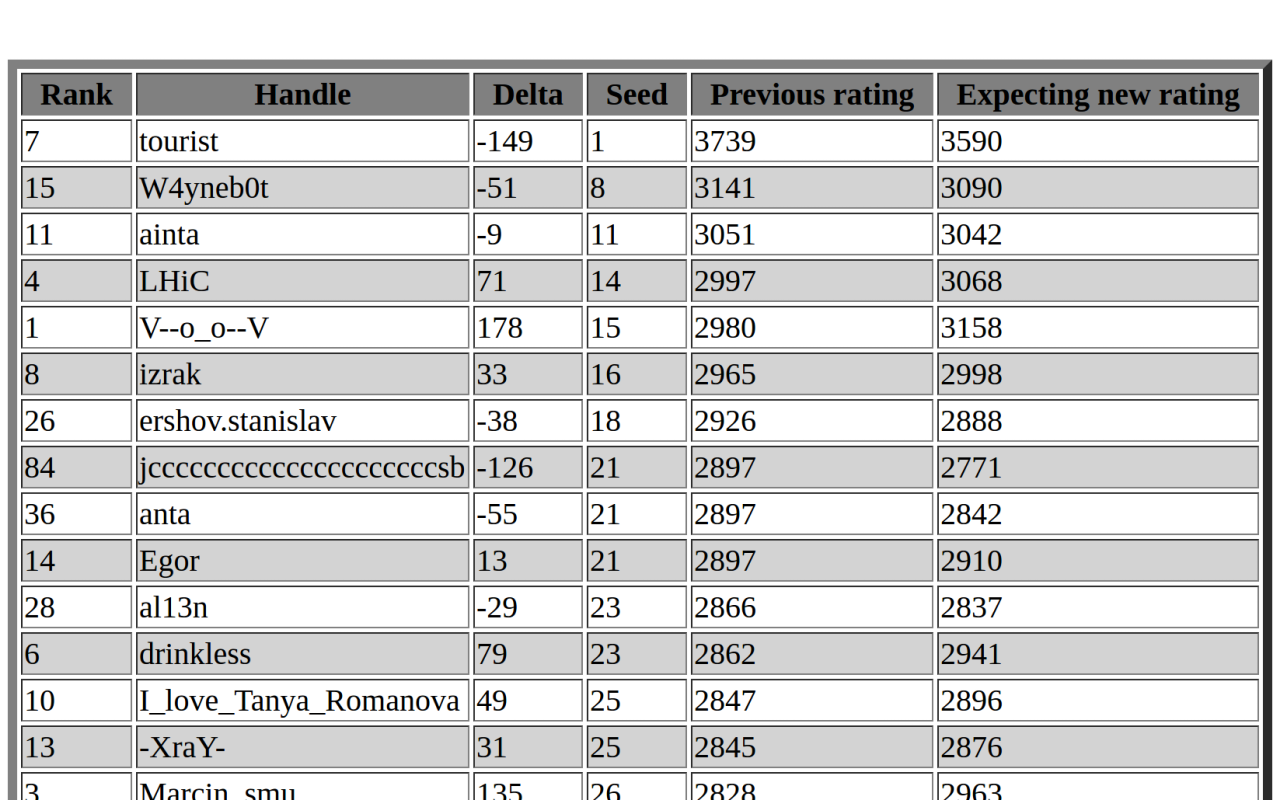 Rank Handle Delta Seed Previous rating Expecting new rating
7 tourist -149 1 3739 3590
15 W4yneb0t -51 8 3141 3090
11 ainta -9 11 3051 3042
4 LHiC 71 14 2997 3068
1 V--o_o--V 178 15 2980 3158
8 izrak 33 16 2965 2998
26 ershov.stanislav -38 18 2926 2888
84 jcccccccccccccccccccccsb -126 21 2897 2771
36 anta -55 21 2897 2842
14 Egor 13 21 2897 2910
28 al13n -29 23 2866 2837
6 drinkless 79 23 2862 2941
10 I_love_Tanya_Romanova 49 25 2847 2896
13 -XraY- 31 25 2845 2876
3 Marcin_smu 135 26 2828 2963